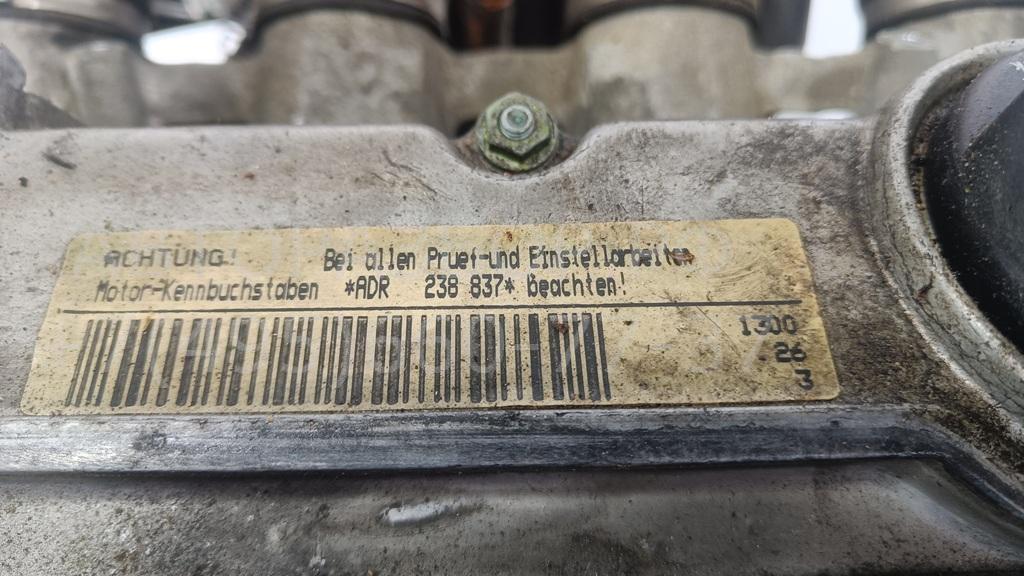 ACHTUNG! Bei allen Pruef-und Einstellarbeiten
Motor-Kennbuchstaben *ADR 238 837* Beachten!
1300
. 26
3